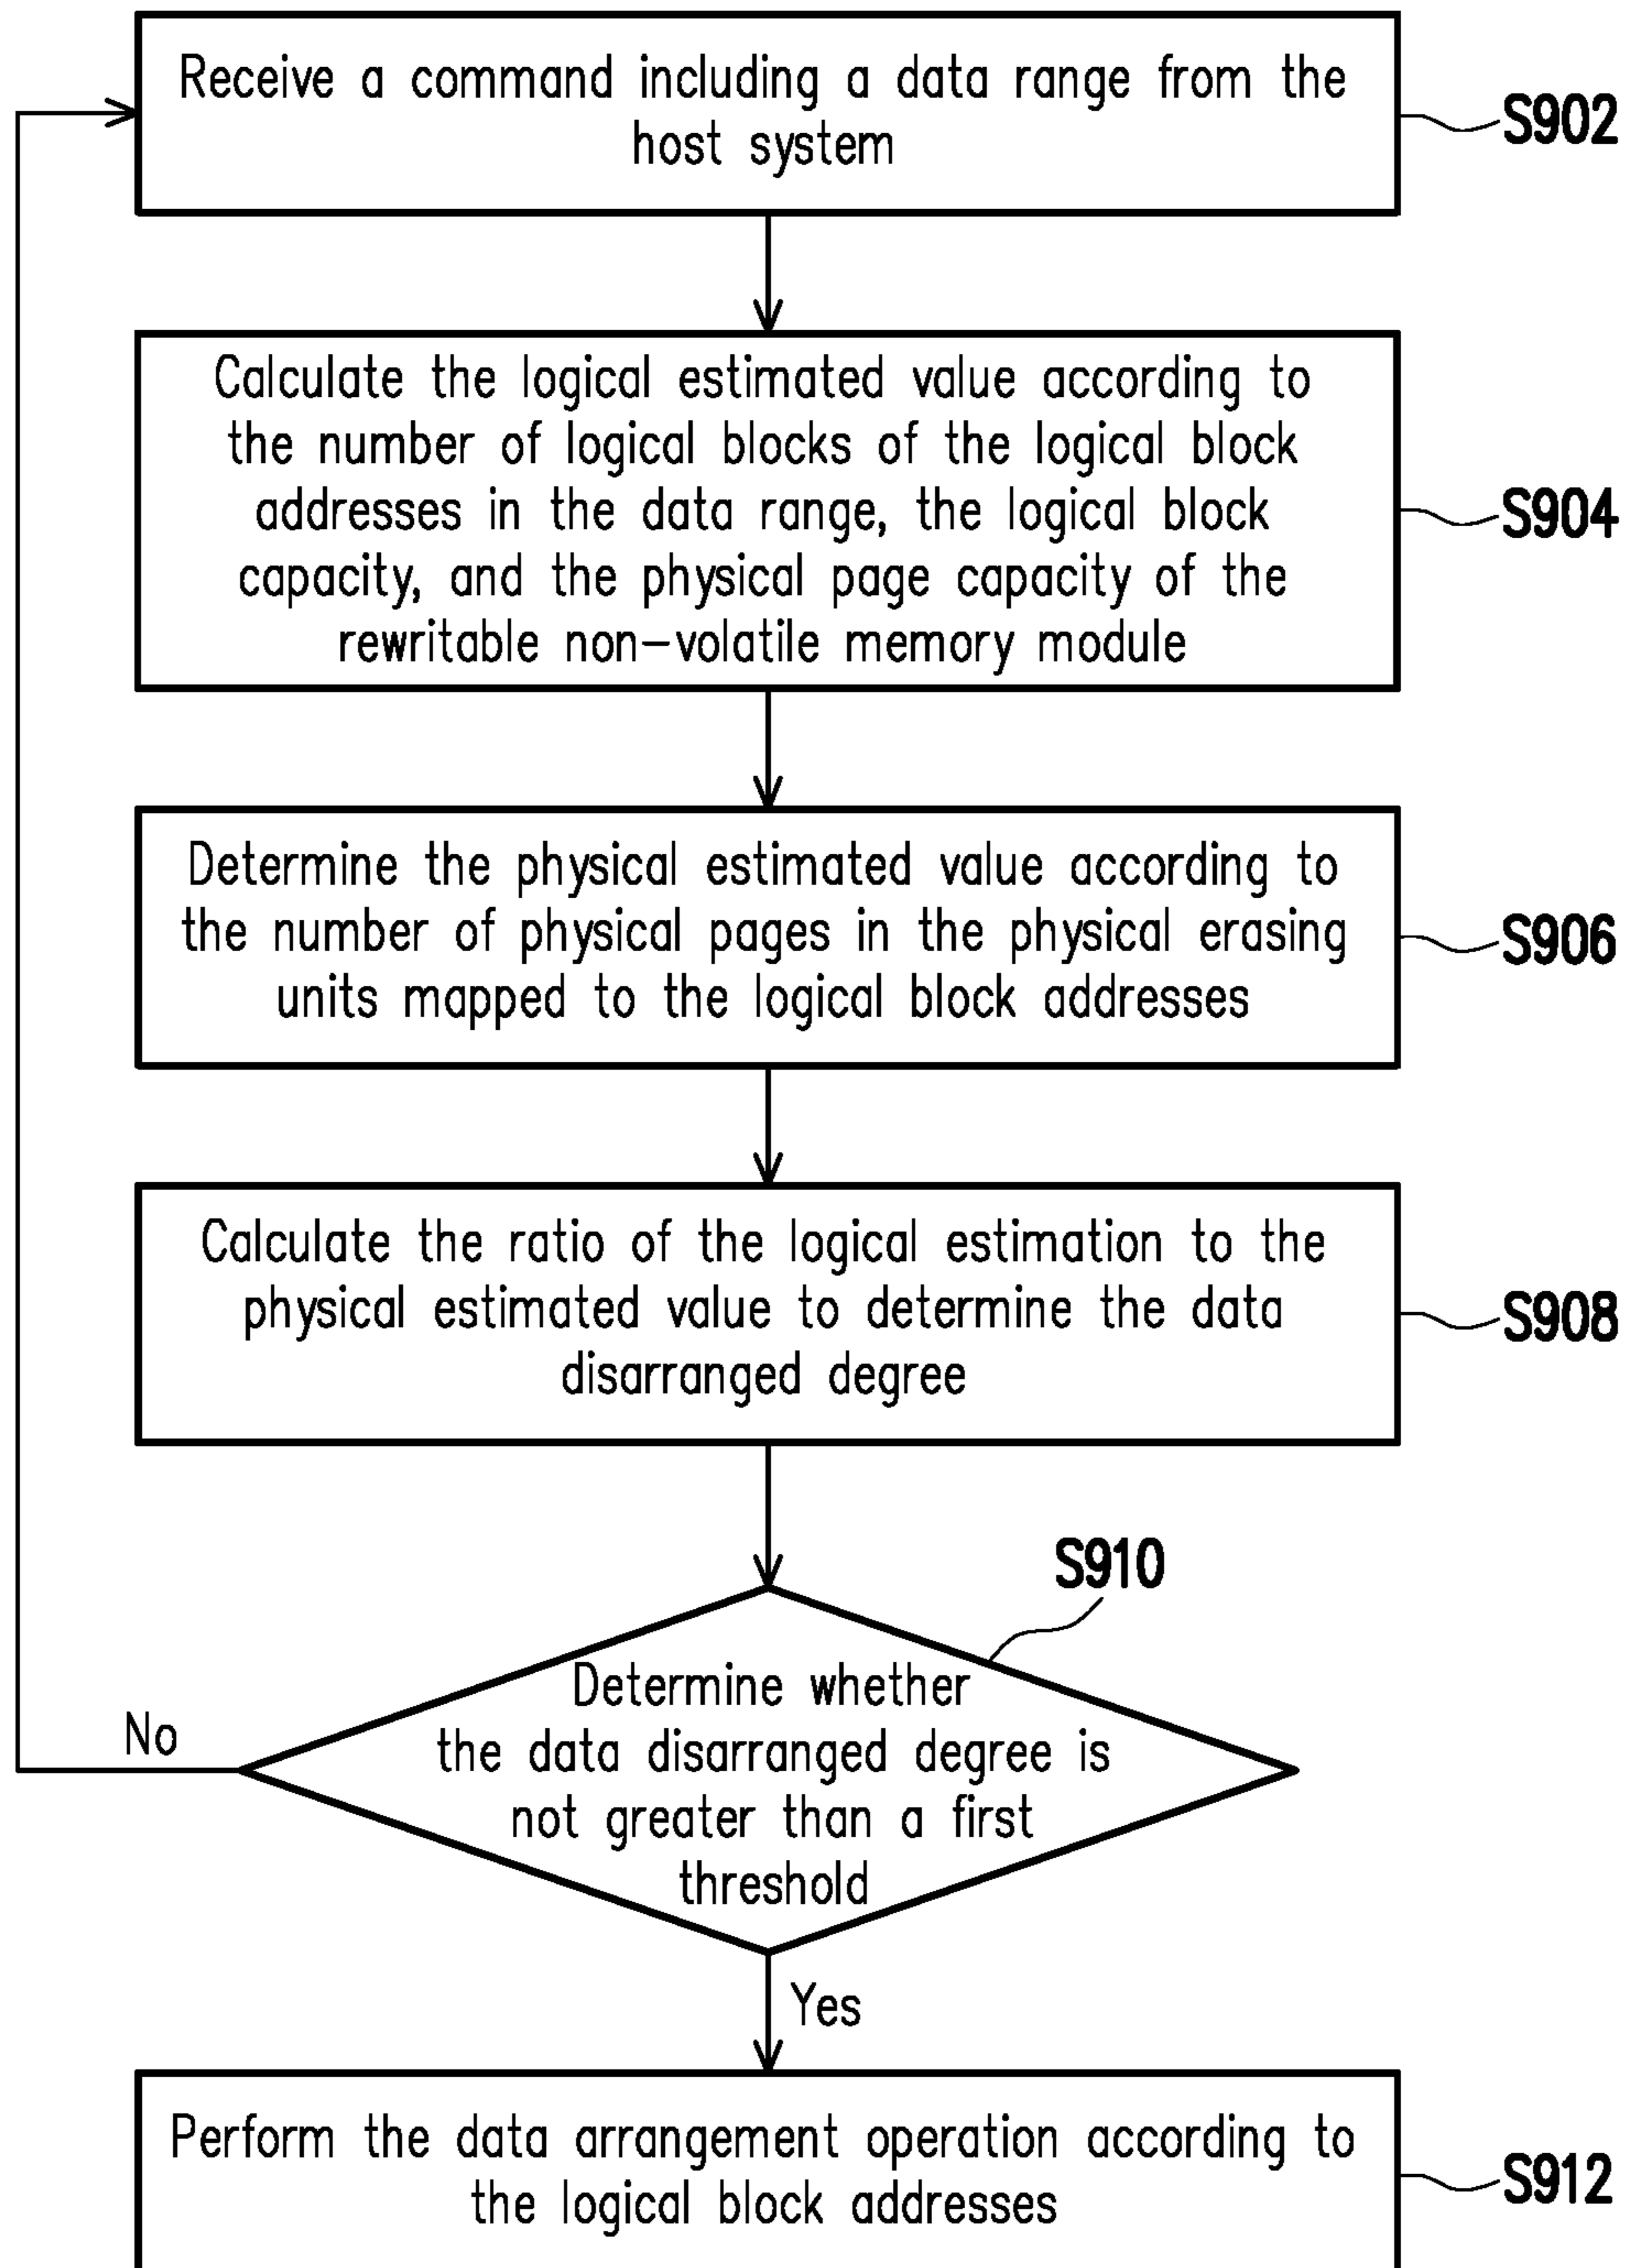 Receive a command including a data range from the
host system
S902
Calculate the logical estimated value according to
the number of logical blocks of the logical block
addresses in the data range, the logical block
capacity, and the physical page capacity of the
rewritable non-volatile memory module
S904
Determine the physical estimated value according to
the number of physical pages in the physical erasing
units mapped to the logical block addresses
S906
Calculate the ratio of the logical estimation to the
physical estimated value to determine the data
disarranged degree
S908
S910
Determine whether
the data disarranged degree is
not greater than a first
threshold
No
Yes
Perform the data arrangement operation according to
the logical block addresses
S912